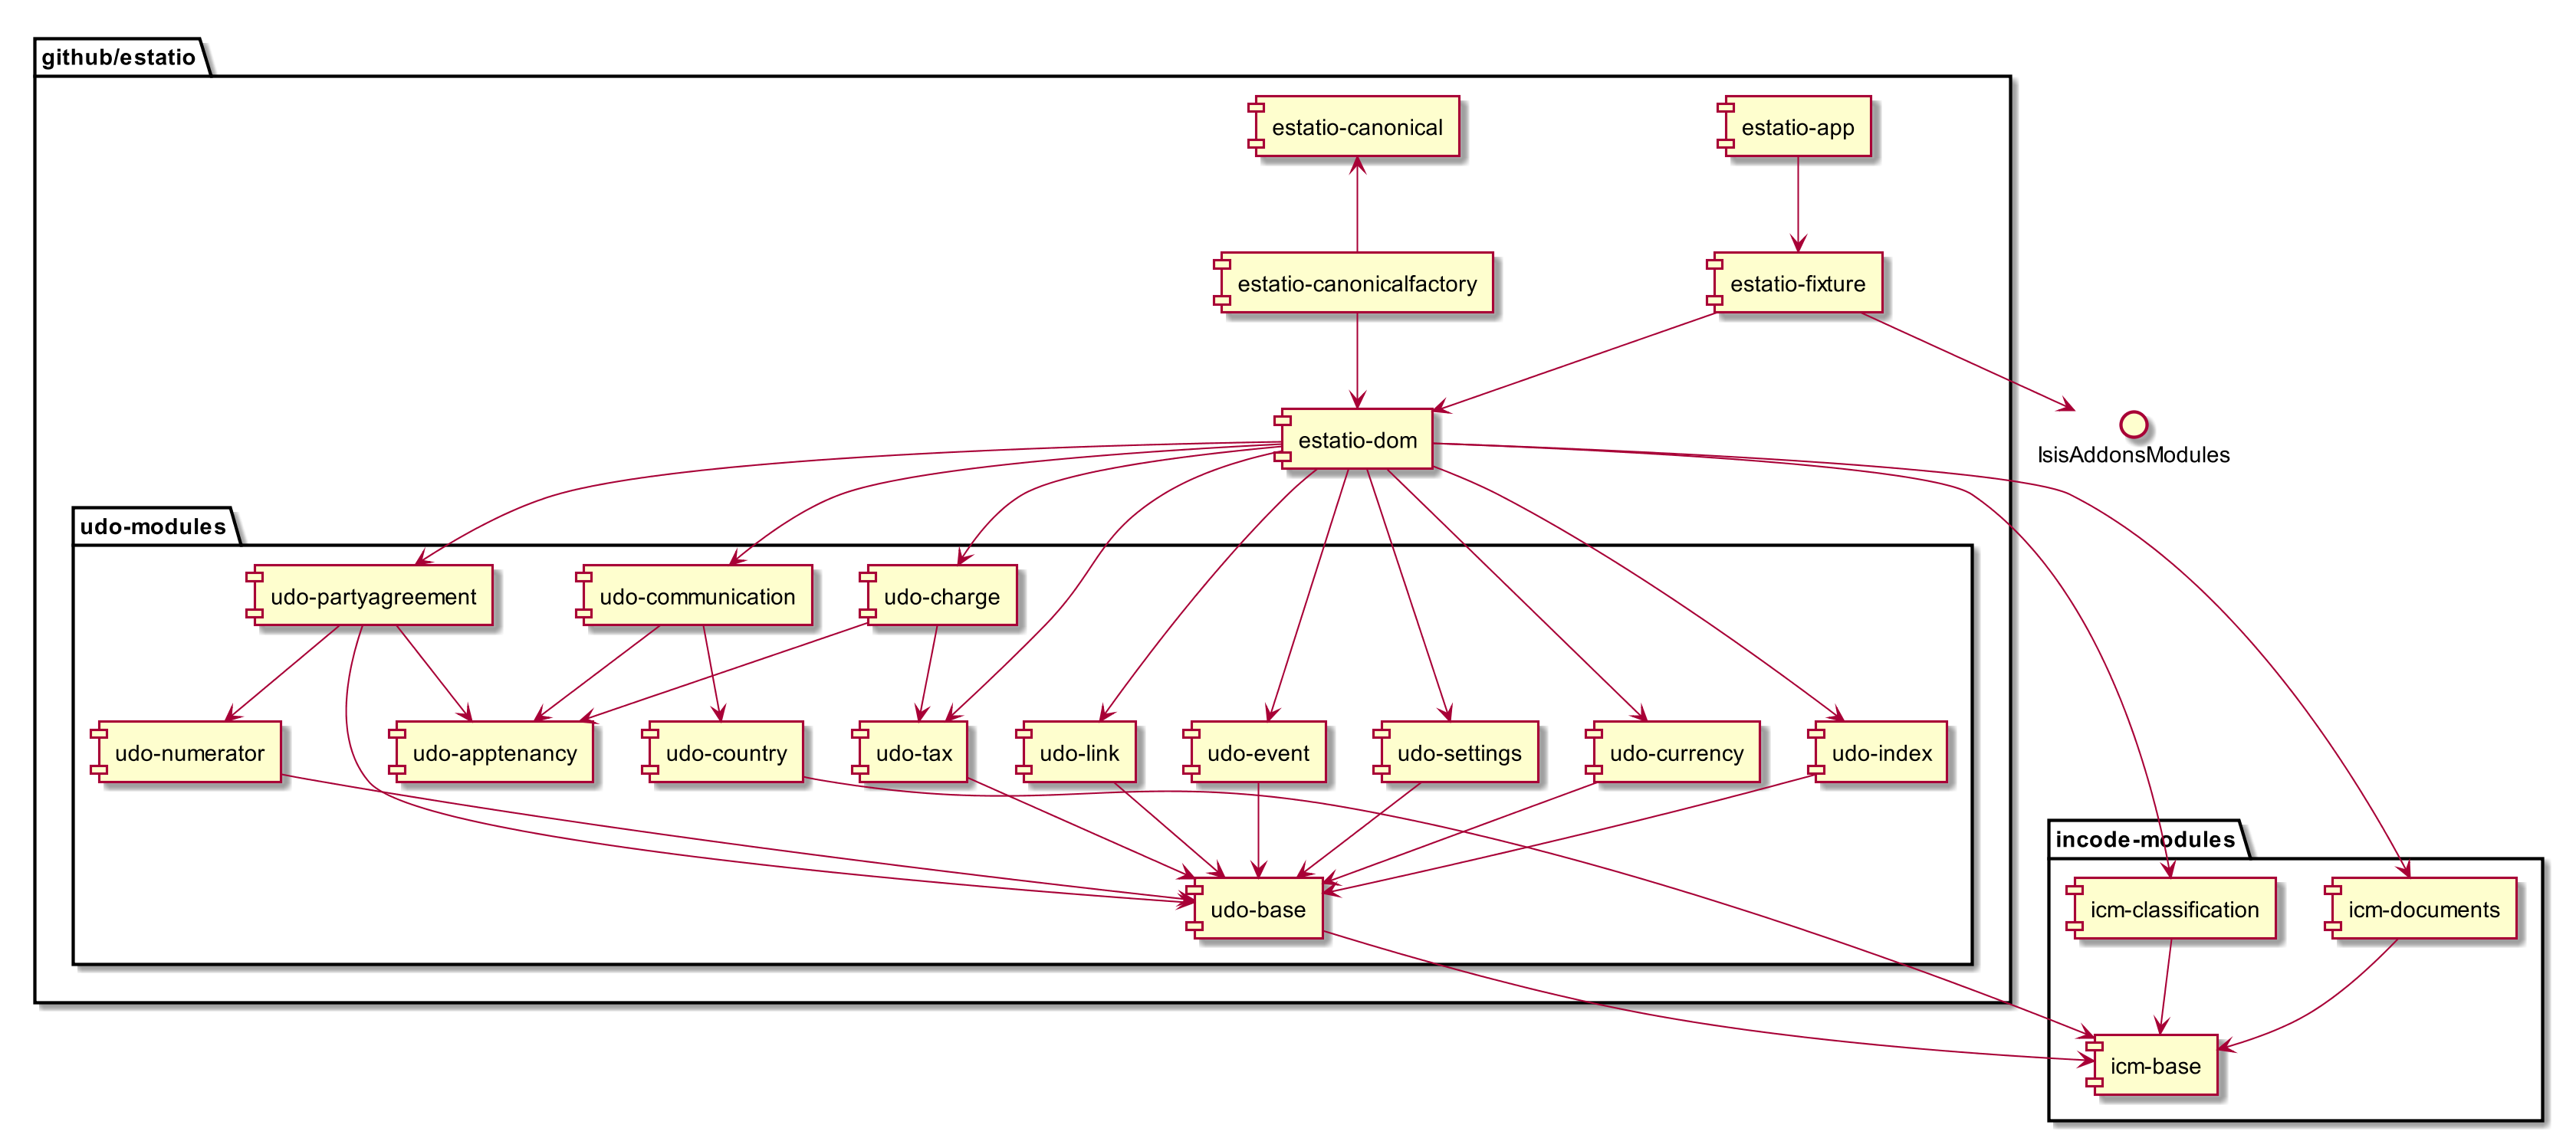 github/estatio
estatio-canonical
estatio-app
estatio-canonicalfactory
estatio-fixture
estatio-dom
IsisAddonsModules
udo-modules
udo-partyagreement
udo-communication
udo-charge
udo-numerator
udo-apptenancy
udo-country
udo-tax
udo-link
udo-event
udo-settings
udo-currency
udo-index
incode-modules
udo-base
icm-classification
icm-documents
icm-base